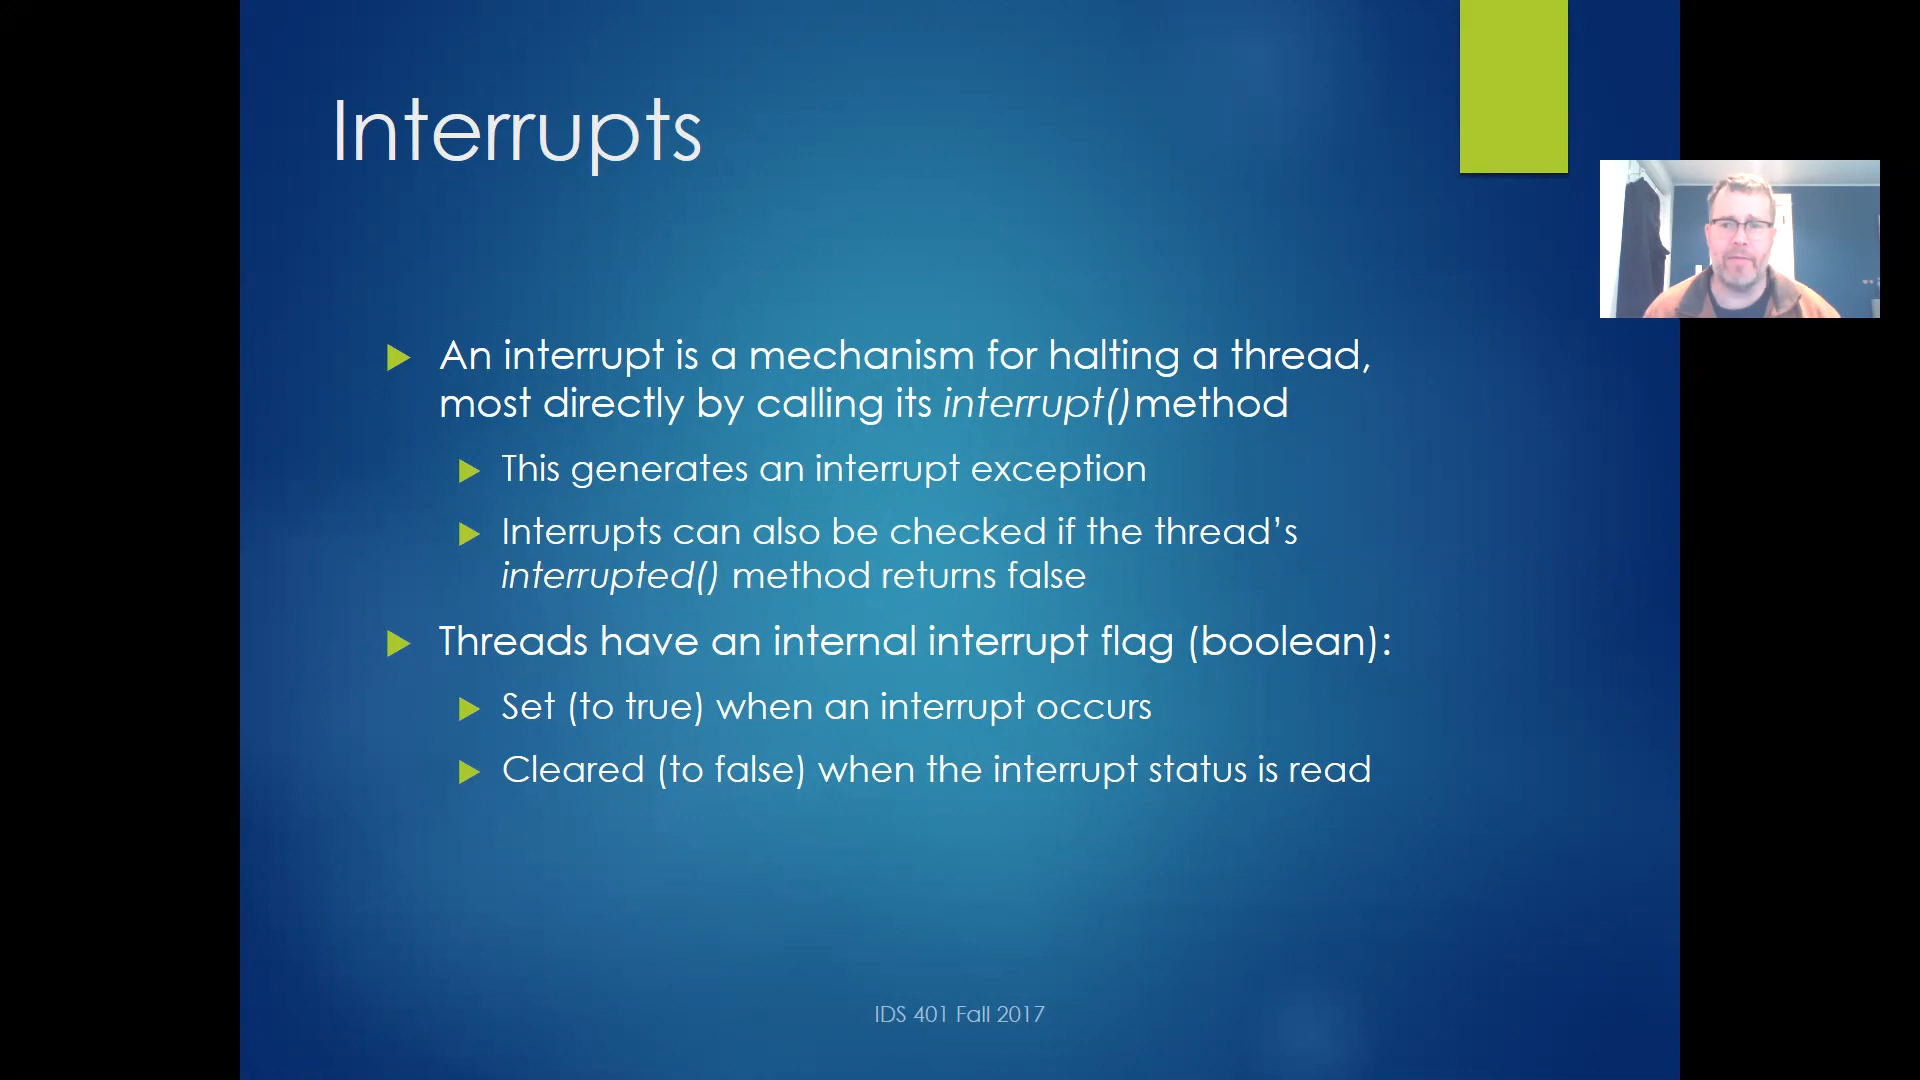 Interrupts
An interrupt is a mechanism for halting a thread,
most directly by calling its interrupt()method
This generates an interrupt exception
Interrupts can also be checked if the thread’s
interrupted() method returns false
Threads have an internal interrupt flag (boolean):
Set (to true) when an interrupt occurs
Cleared (to false) when the interrupt status is read
IDS 401 Fall 2017